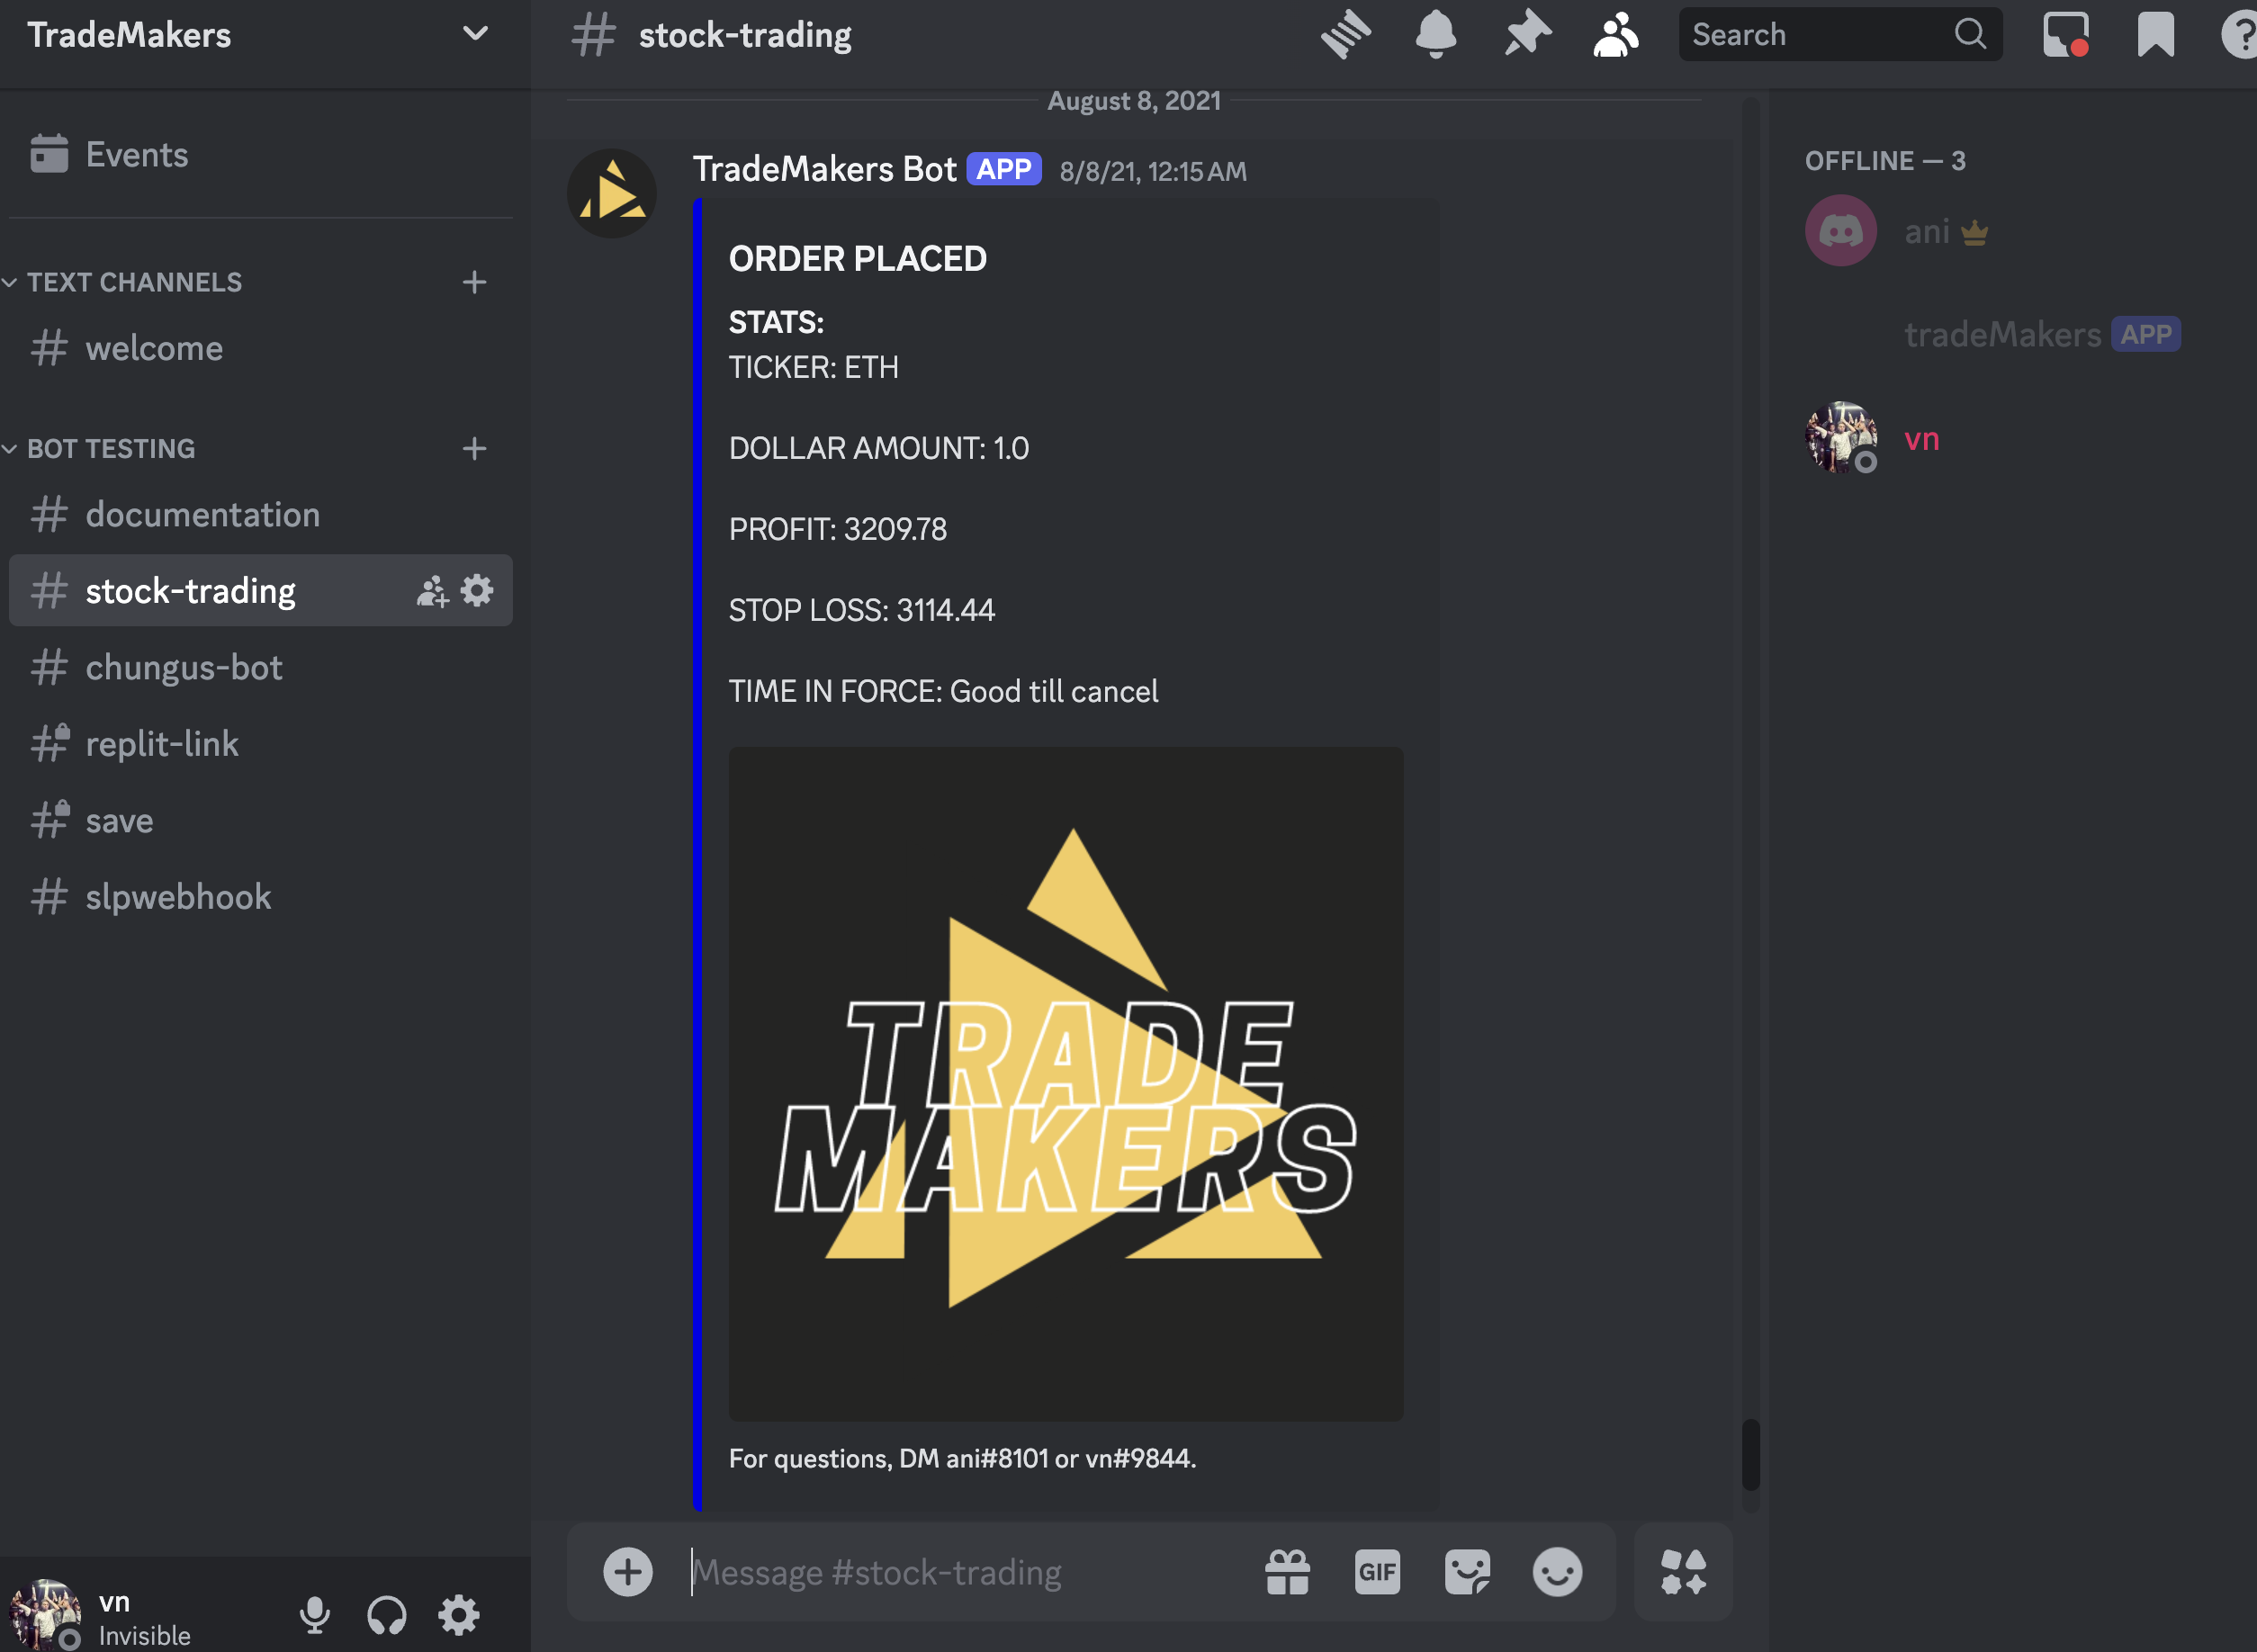 TradeMakers
Events
TEXT CHANNELS
welcome
BOT TESTING
documentation
stock-trading
chungus-bot
replit-link
save
slpwebhook
vn
Invisible
stock-trading
Search
August 8, 2021
TradeMakers Bot APP 8/8/21, 12:15 AM
ORDER PLACED
STATS:
TICKER: ETH
DOLLAR AMOUNT: 1.0
PROFIT: 3209.78
STOP LOSS: 3114.44
TIME IN FORCE: Good till cancel
TRADE
MAKERS
For questions, DM ani#8101 or vn#9844.
Message #stock-trading
GIF
OFFLINE — 3
ani
tradeMakers APP
vn